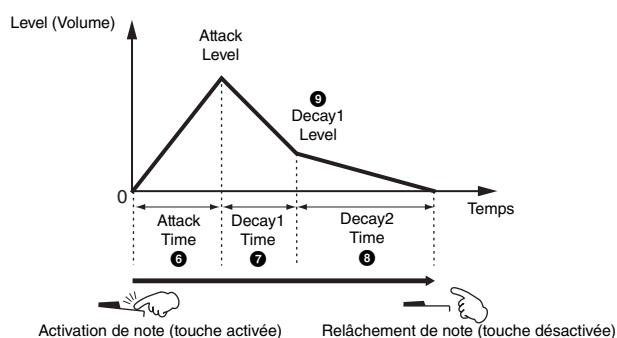 Level (Volume)
Attack
Level
❾
Decay1
Level
0
Temps
Attack
Time
❻
Decay1
Time
❼
Decay2
Time
❽
Activation de note (touche activée)
Relâchement de note (touche désactivée)